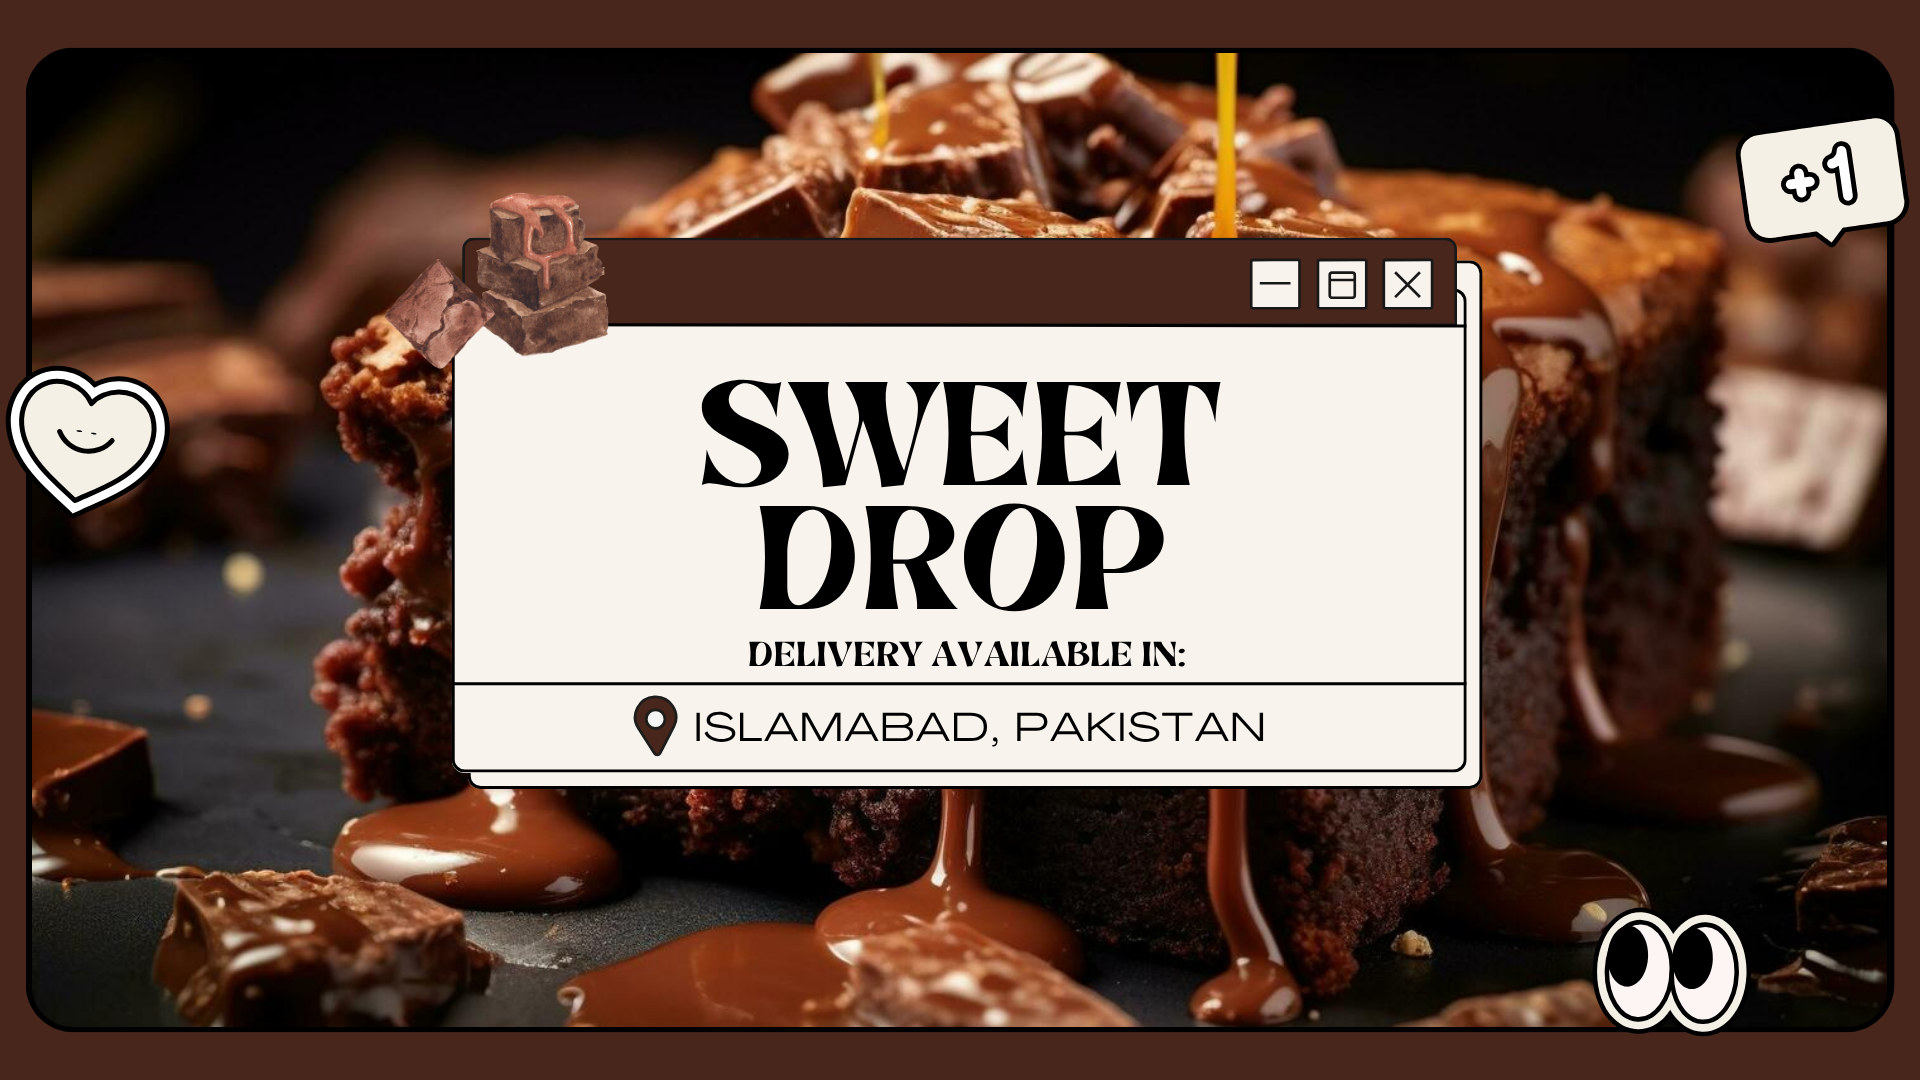 +1
SWEET
DROP
DELIVERY AVAILABLE IN:
ISLAMABAD, PAKISTAN